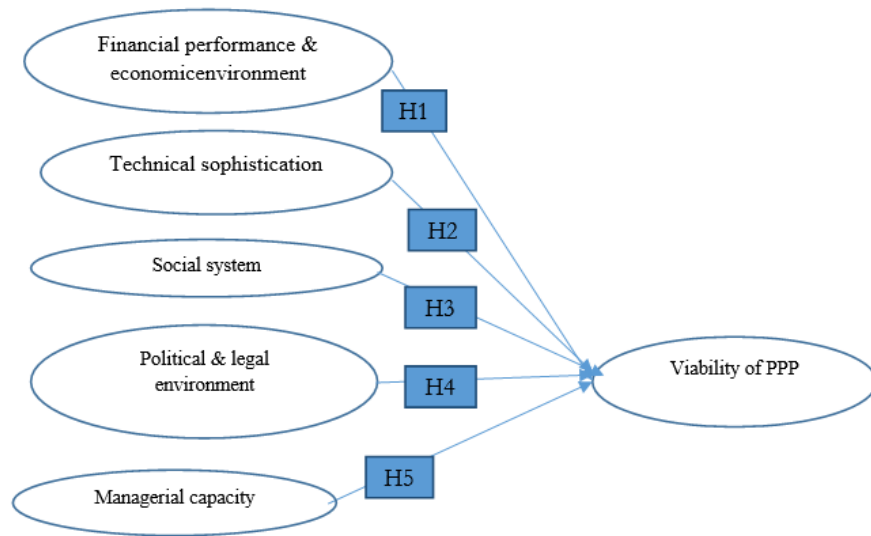 Financial performance &
economicenvironment
H1
Technical sophistication
H2
Social system
H3
Political & legal
environment
H4
Viability of PPP
Managerial capacity
H5